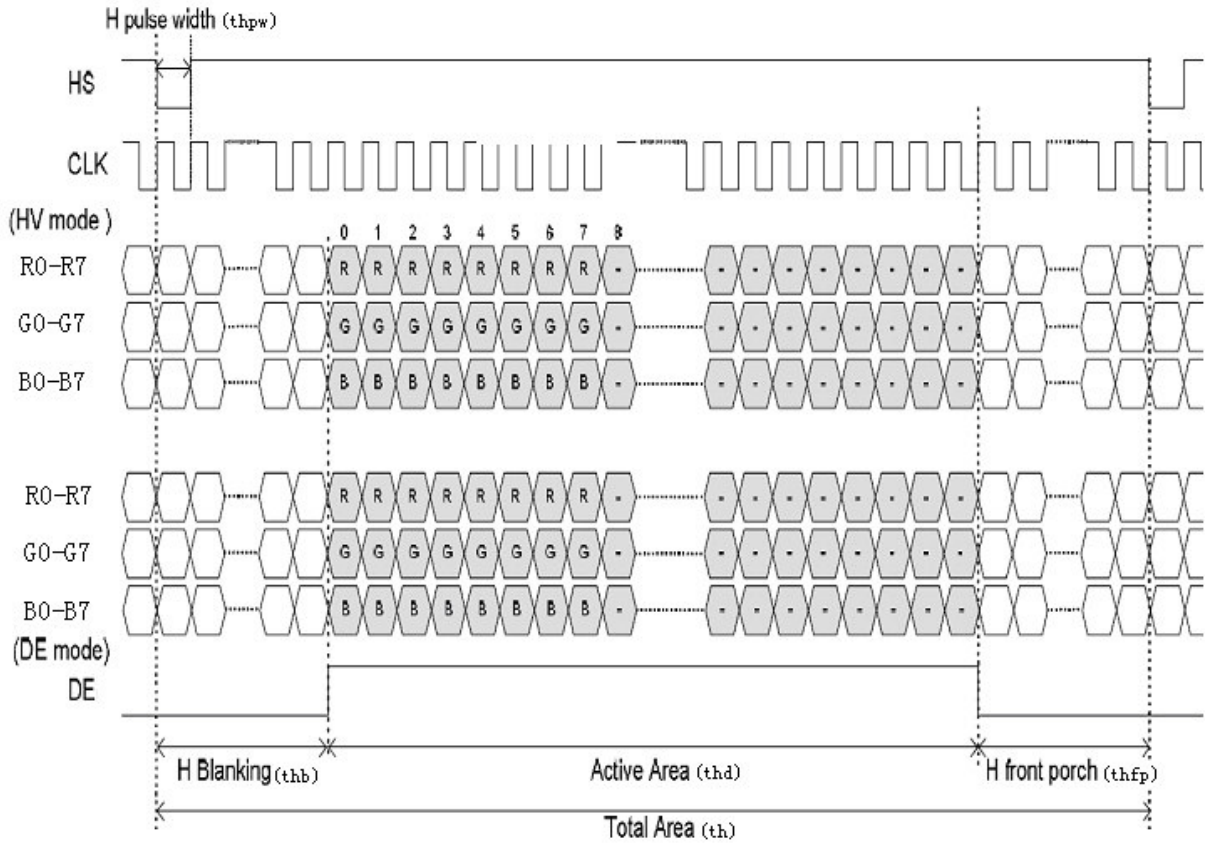 H pulse width (thpw)
HS
CLK
(HV mode )
0 1 2 3 4 5 6 7 8
R0-R7 R R R R R R R R - - - - - - - - -
G0-G7 G G G G G G G G - - - - - - - - -
B0-B7 B B B B B B B B - - - - - - - - -
R0-R7 R R R R R R R R - - - - - - - - -
G0-G7 G G G G G G G G - - - - - - - - -
B0-B7 B B B B B B B B - - - - - - - - -
(DE mode)
DE
H Blanking(thb) Active Area (thd) H front porch (thfp)
Total Area (th)